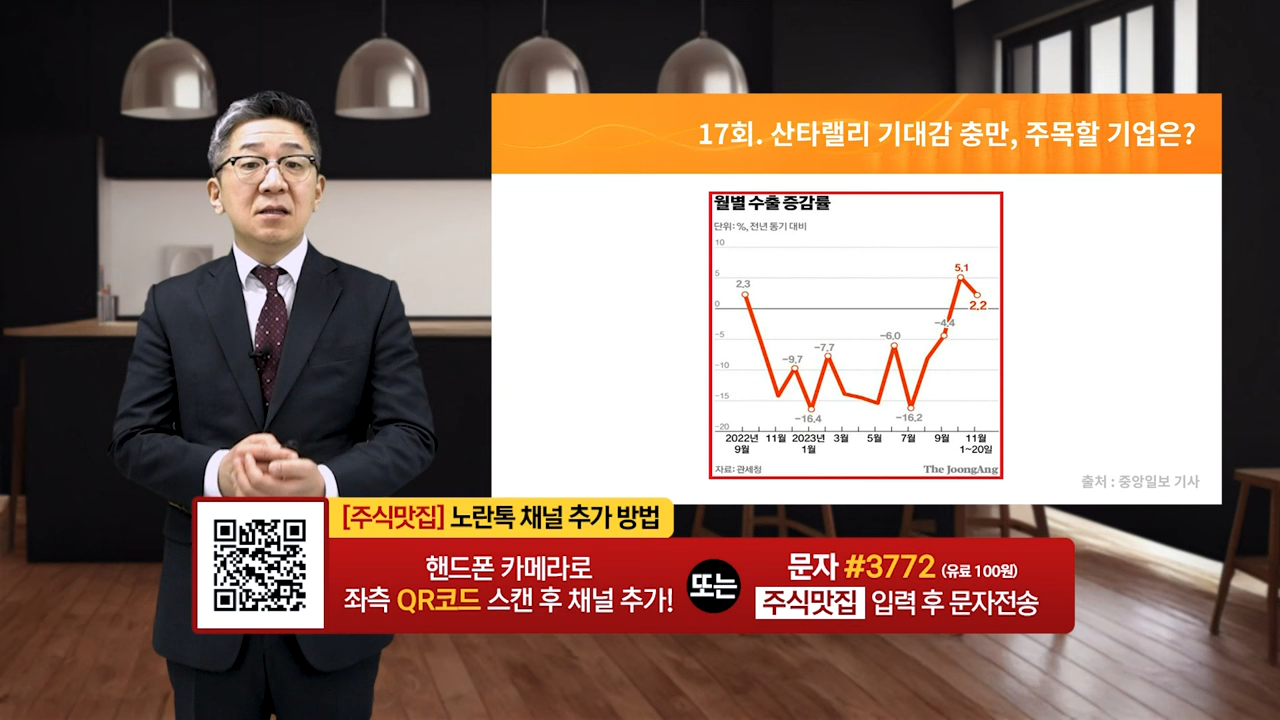 17회. 산타랠리 기대감 충만, 주목할 기업은?
월별 수출 증감률
단위: %, 전년 동기 대비
10
5
0
-5
-10
-15
-20
2.3
-9.7
-16.4
-7.7
-6.0
-16.2
-4.4
5.1
2.2
2022년 9월
11월
2023년 1월
3월
5월
7월
9월
11월 1~20일
자료: 관세청
The JoongAng
출처 : 중앙일보 기사
[주식맛집] 노란톡 채널 추가 방법
핸드폰 카메라로
좌측 QR코드 스캔 후 채널 추가!
또는
문자 #3772 (유료 100원)
주식맛집 입력 후 문자전송